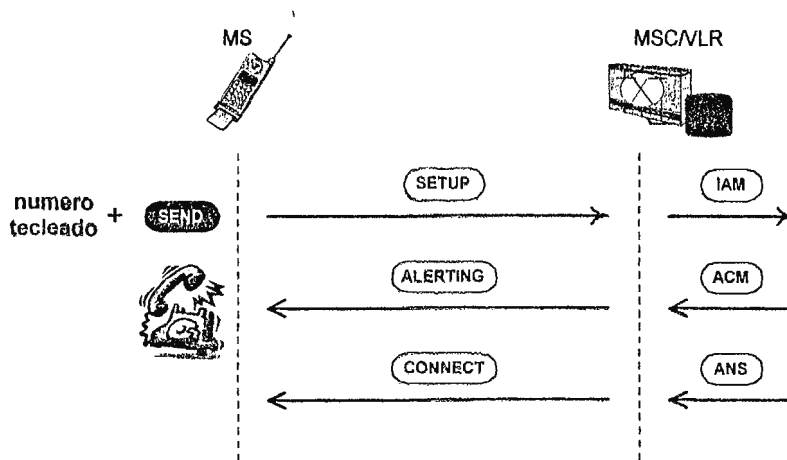 MS
MSC/VLR
SETUP
IAM
numero
tecleado + SEND
ALERTING
ACM
CONNECT
ANS